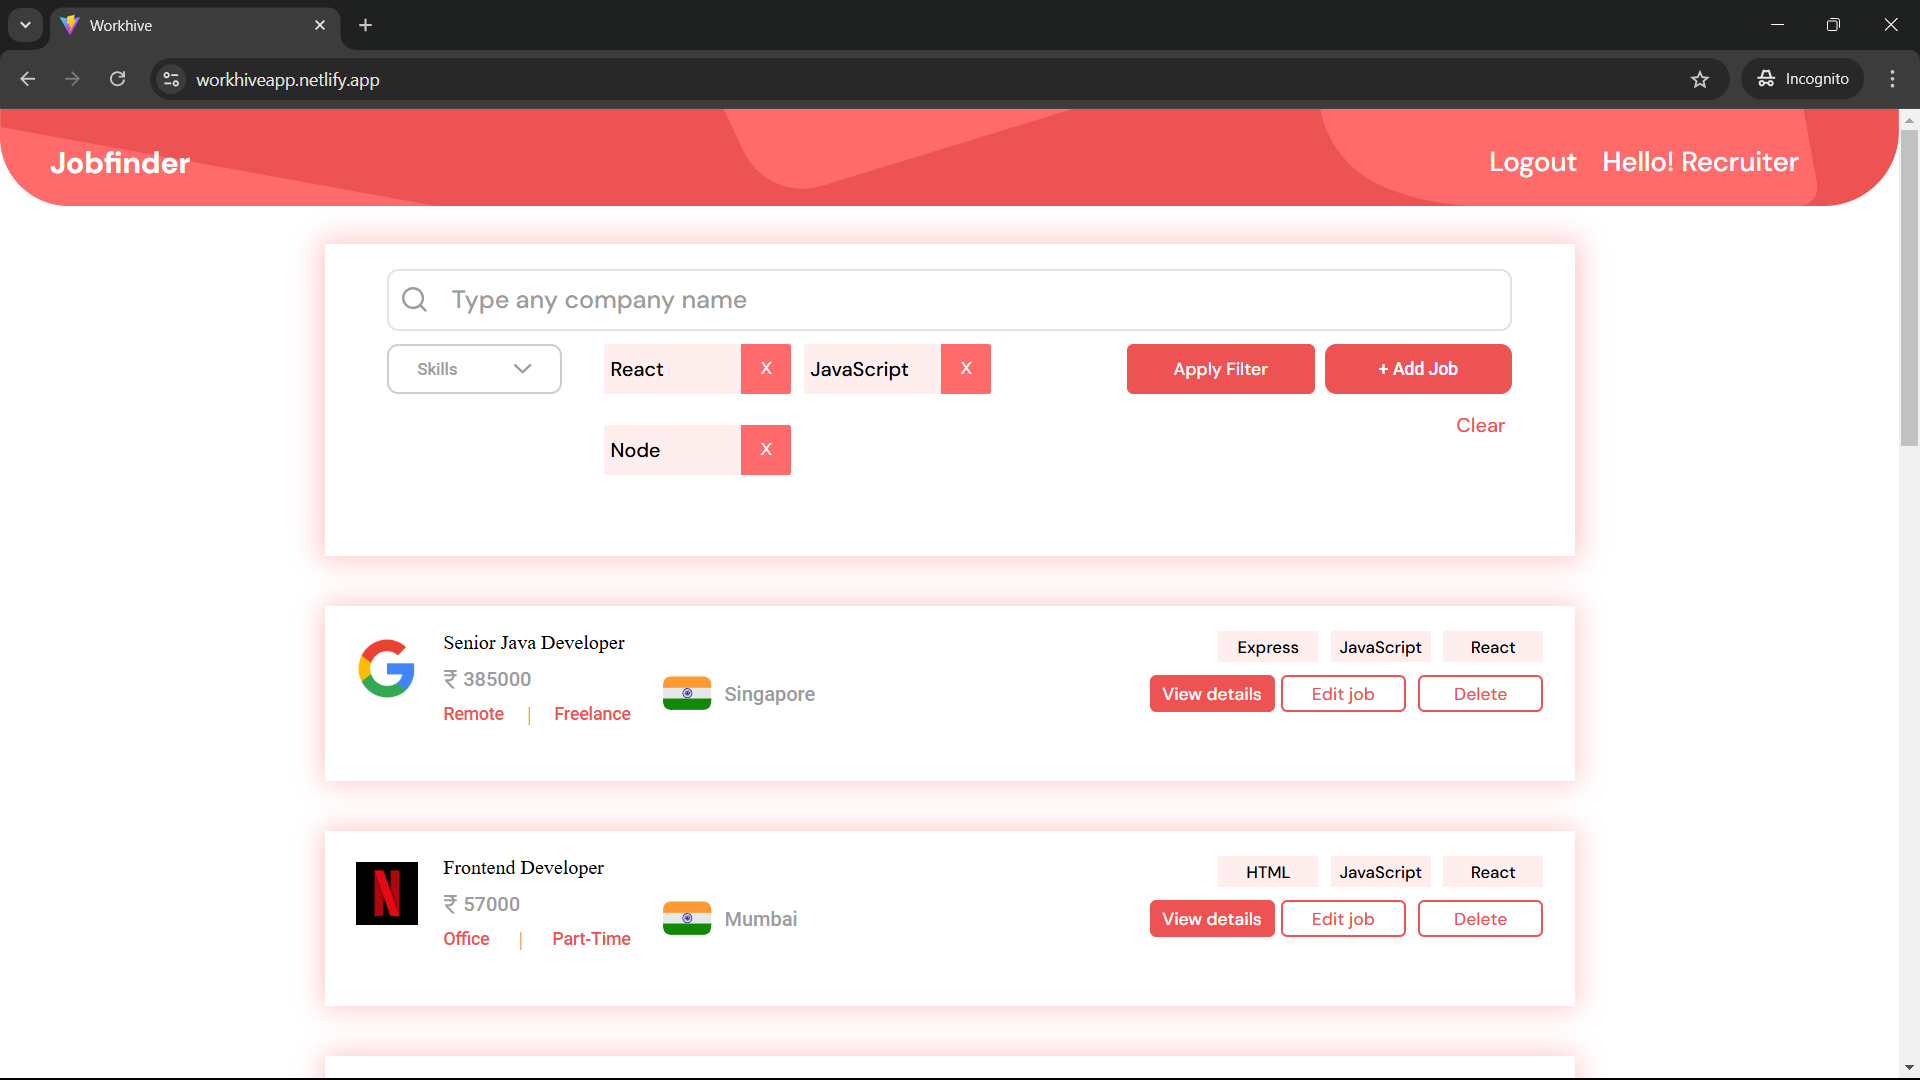 Workhive
workhiveapp.netlify.app
Incognito
Jobfinder
Logout Hello! Recruiter
Type any company name
Skills React X JavaScript X Apply Filter + Add Job
Clear
Node X
Senior Java Developer
₹ 385000
Remote | Freelance
Singapore
Express JavaScript React
View details Edit job Delete
N
Frontend Developer
₹ 57000
Office | Part-Time
Mumbai
HTML JavaScript React
View details Edit job Delete